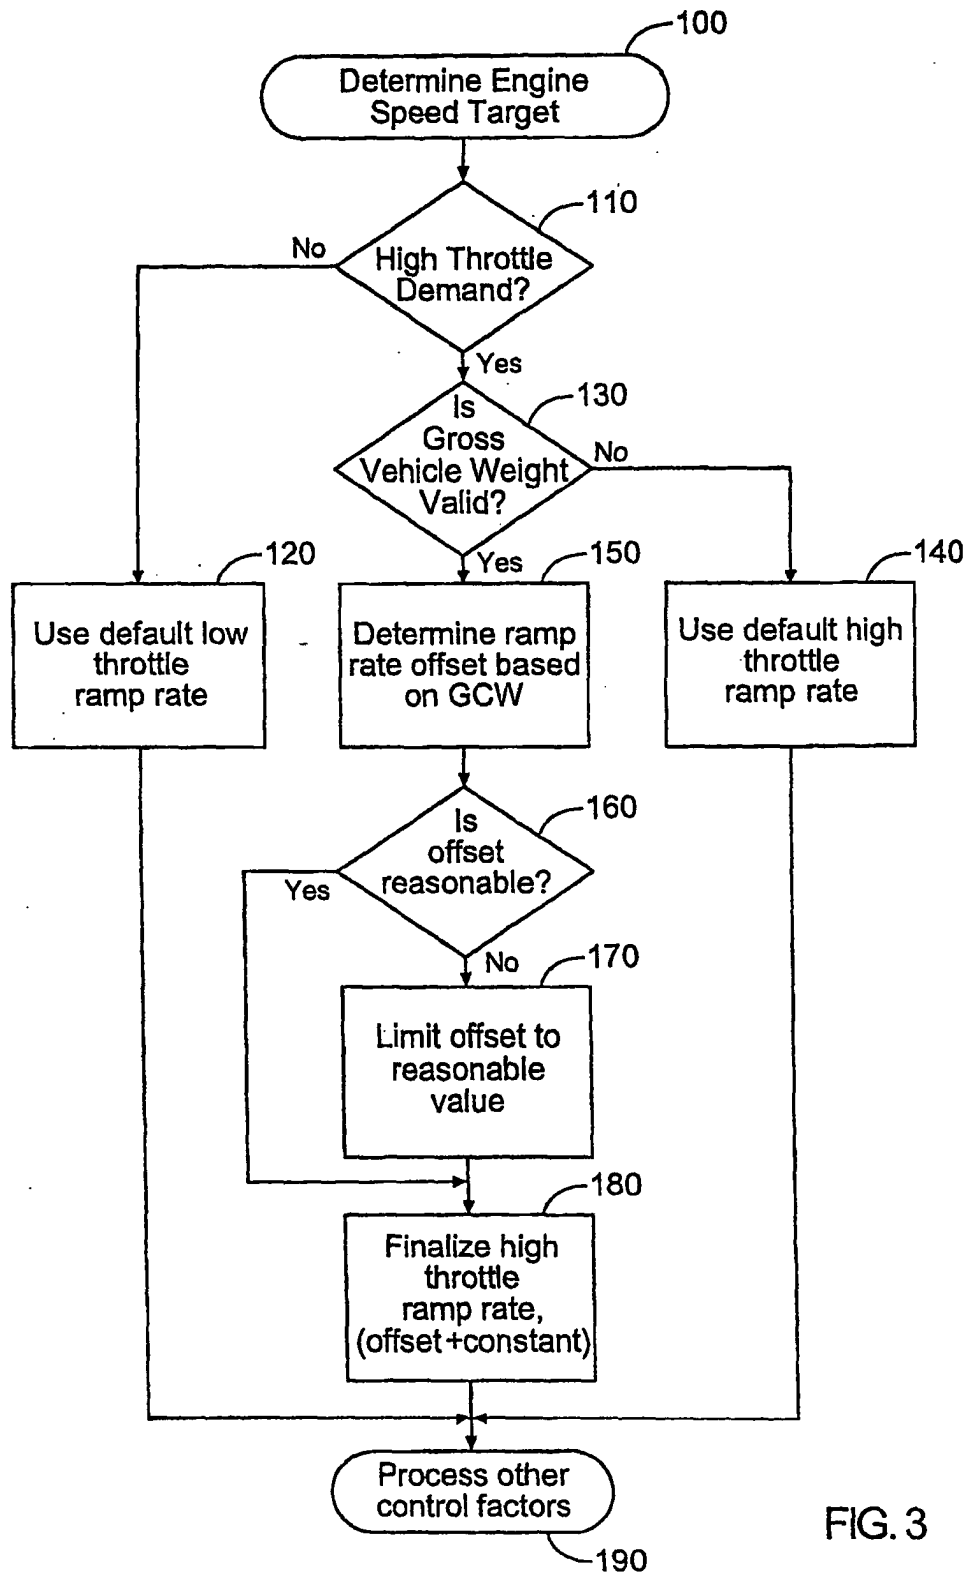 100
Determine Engine
Speed Target
110
No
High Throttle
Demand?
Yes
130
Is
Gross
Vehicle Weight
Valid?
No
Yes
120
150
140
Use default low
throttle
ramp rate
Determine ramp
rate offset based
on GCW
Use default high
throttle
ramp rate
160
Is
offset
reasonable?
Yes
No
170
Limit offset to
reasonable
value
180
Finalize high
throttle
ramp rate,
(offset+constant)
Process other
control factors
190
FIG. 3